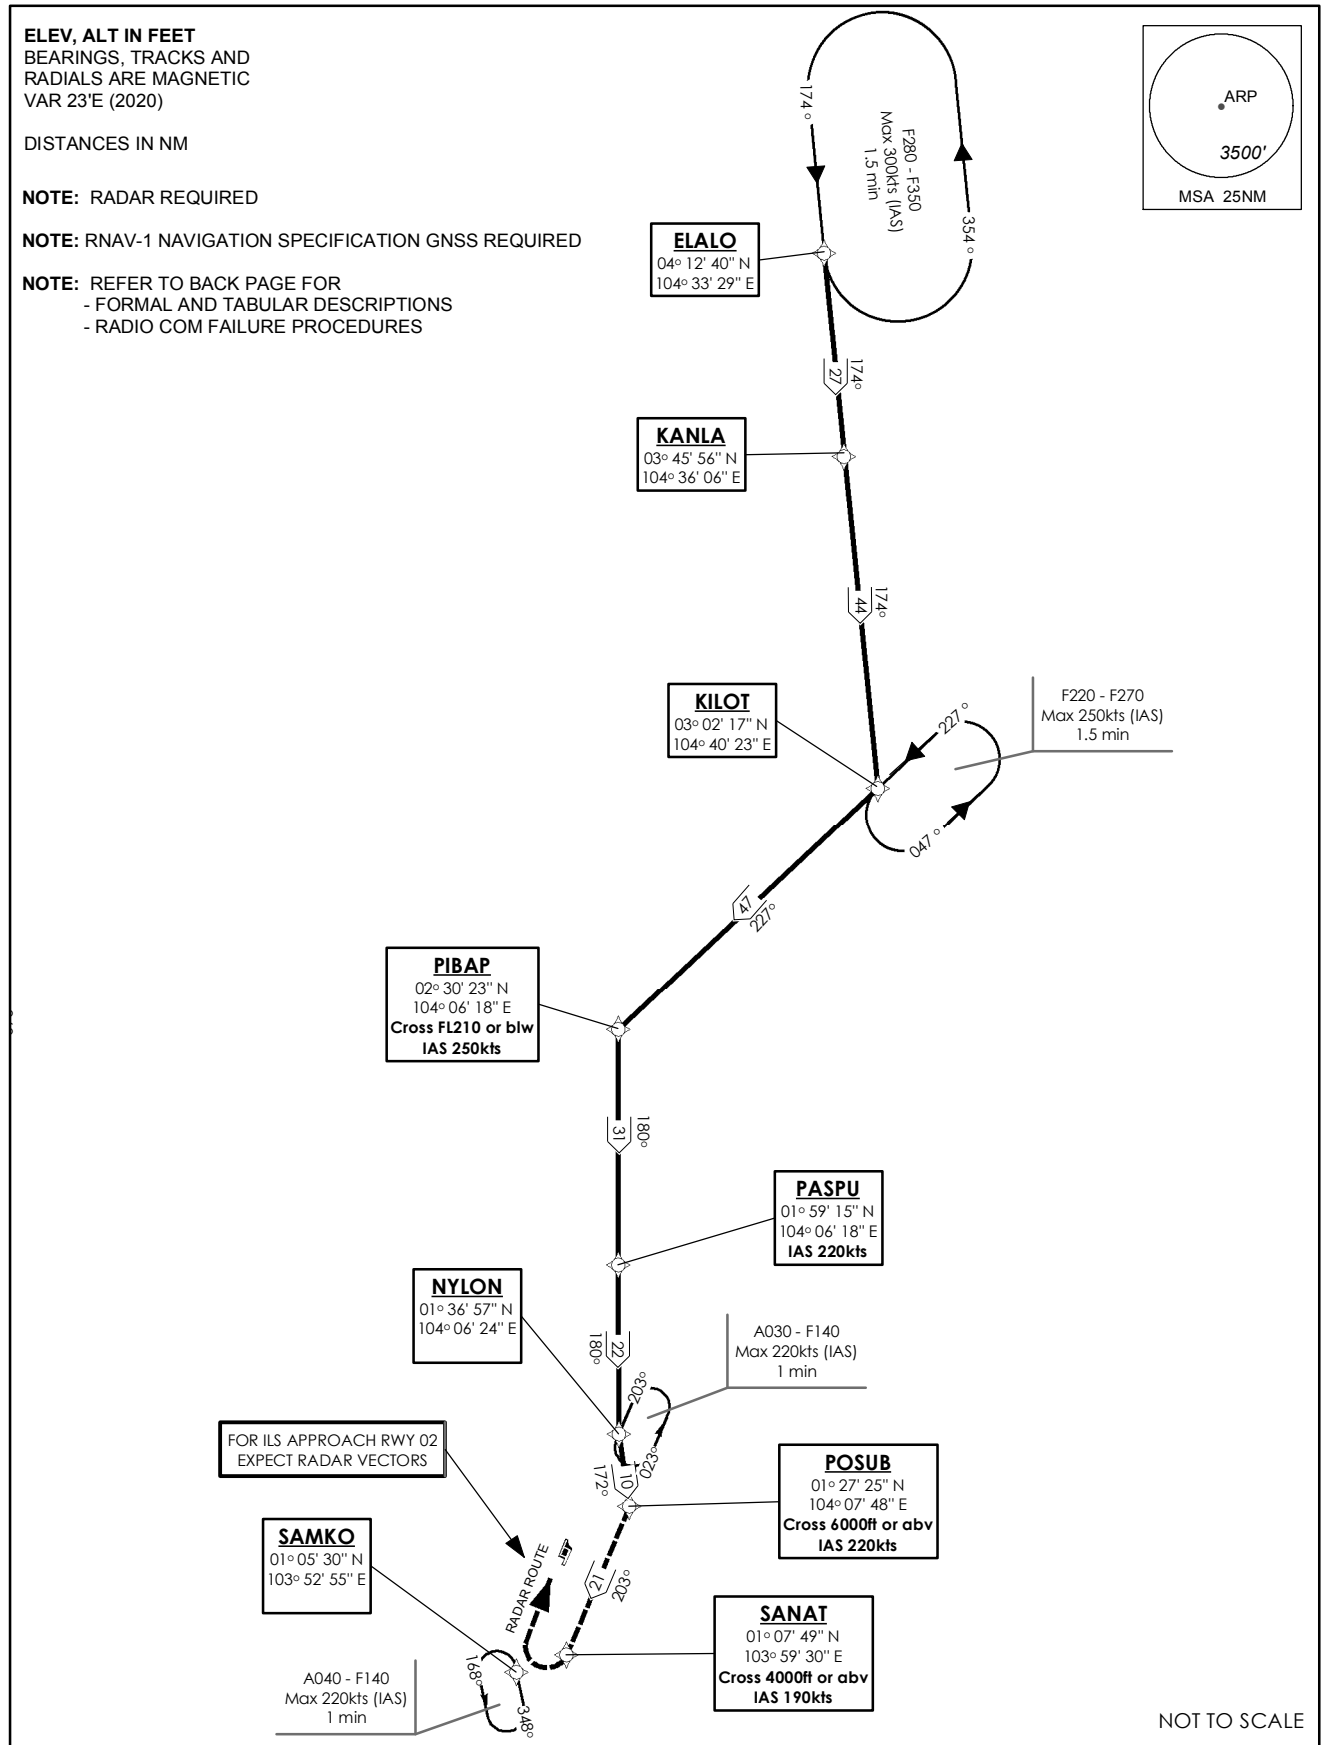 ELEV, ALT IN FEET
BEARINGS, TRACKS AND
RADIALS ARE MAGNETIC
VAR 23'E (2020)
DISTANCES IN NM
NOTE: RADAR REQUIRED
NOTE: RNAV-1 NAVIGATION SPECIFICATION GNSS REQUIRED
NOTE: REFER TO BACK PAGE FOR
- FORMAL AND TABULAR DESCRIPTIONS
- RADIO COM FAILURE PROCEDURES
ARP
3500'
MSA 25NM
174°
F280 - F350
Max 300kts (IAS)
1.5 min
354°
ELALO
04° 12' 40" N
104° 33' 29" E
27
174°
KANLA
03° 45' 56" N
104° 36' 06" E
44
174°
KILOT
03° 02' 17" N
104° 40' 23" E
227°
047°
F220 - F270
Max 250kts (IAS)
1.5 min
47
227°
PIBAP
02° 30' 23" N
104° 06' 18" E
Cross FL210 or blw
IAS 250kts
31
180°
PASPU
01° 59' 15" N
104° 06' 18" E
IAS 220kts
NYLON
01° 36' 57" N
104° 06' 24" E
22
180°
A030 - F140
Max 220kts (IAS)
1 min
203°
023°
10
172°
FOR ILS APPROACH RWY 02
EXPECT RADAR VECTORS
POSUB
01° 27' 25" N
104° 07' 48" E
Cross 6000ft or abv
IAS 220kts
SAMKO
01° 05' 30" N
103° 52' 55" E
RADAR ROUTE
21
203°
SANAT
01° 07' 49" N
103° 59' 30" E
Cross 4000ft or abv
IAS 190kts
168°
348°
A040 - F140
Max 220kts (IAS)
1 min
NOT TO SCALE